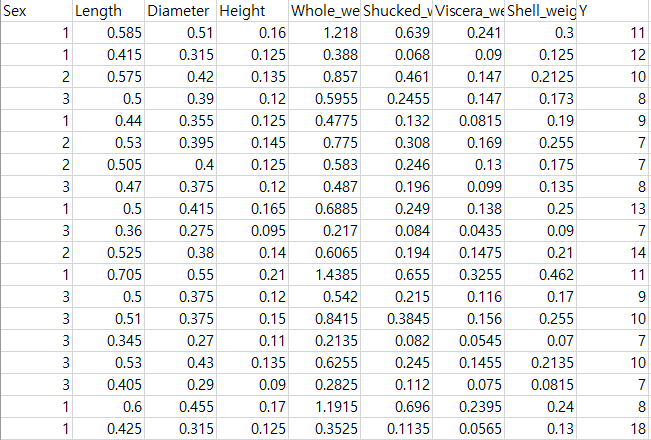 Sex Length Diameter Height Whole_we Shucked_w Viscera_we Shell_weig Y
1 0.585 0.51 0.16 1.218 0.639 0.241 0.3 11
1 0.415 0.315 0.125 0.388 0.068 0.09 0.125 12
2 0.575 0.42 0.135 0.857 0.461 0.147 0.2125 10
3 0.5 0.39 0.12 0.5955 0.2455 0.147 0.173 8
1 0.44 0.355 0.125 0.4775 0.132 0.0815 0.19 9
2 0.53 0.395 0.145 0.775 0.308 0.169 0.255 7
2 0.505 0.4 0.125 0.583 0.246 0.13 0.175 7
3 0.47 0.375 0.12 0.487 0.196 0.099 0.135 8
1 0.5 0.415 0.165 0.6885 0.249 0.138 0.25 13
3 0.36 0.275 0.095 0.217 0.084 0.0435 0.09 7
2 0.525 0.38 0.14 0.6065 0.194 0.1475 0.21 14
1 0.705 0.55 0.21 1.4385 0.655 0.3255 0.462 11
3 0.5 0.375 0.12 0.542 0.215 0.116 0.17 9
3 0.51 0.375 0.15 0.8415 0.3845 0.156 0.255 10
3 0.345 0.27 0.11 0.2135 0.082 0.0545 0.07 7
3 0.53 0.43 0.135 0.6255 0.245 0.1455 0.2135 10
3 0.405 0.29 0.09 0.2825 0.112 0.075 0.0815 7
1 0.6 0.455 0.17 1.1915 0.696 0.2395 0.24 8
1 0.425 0.315 0.125 0.3525 0.1135 0.0565 0.13 18